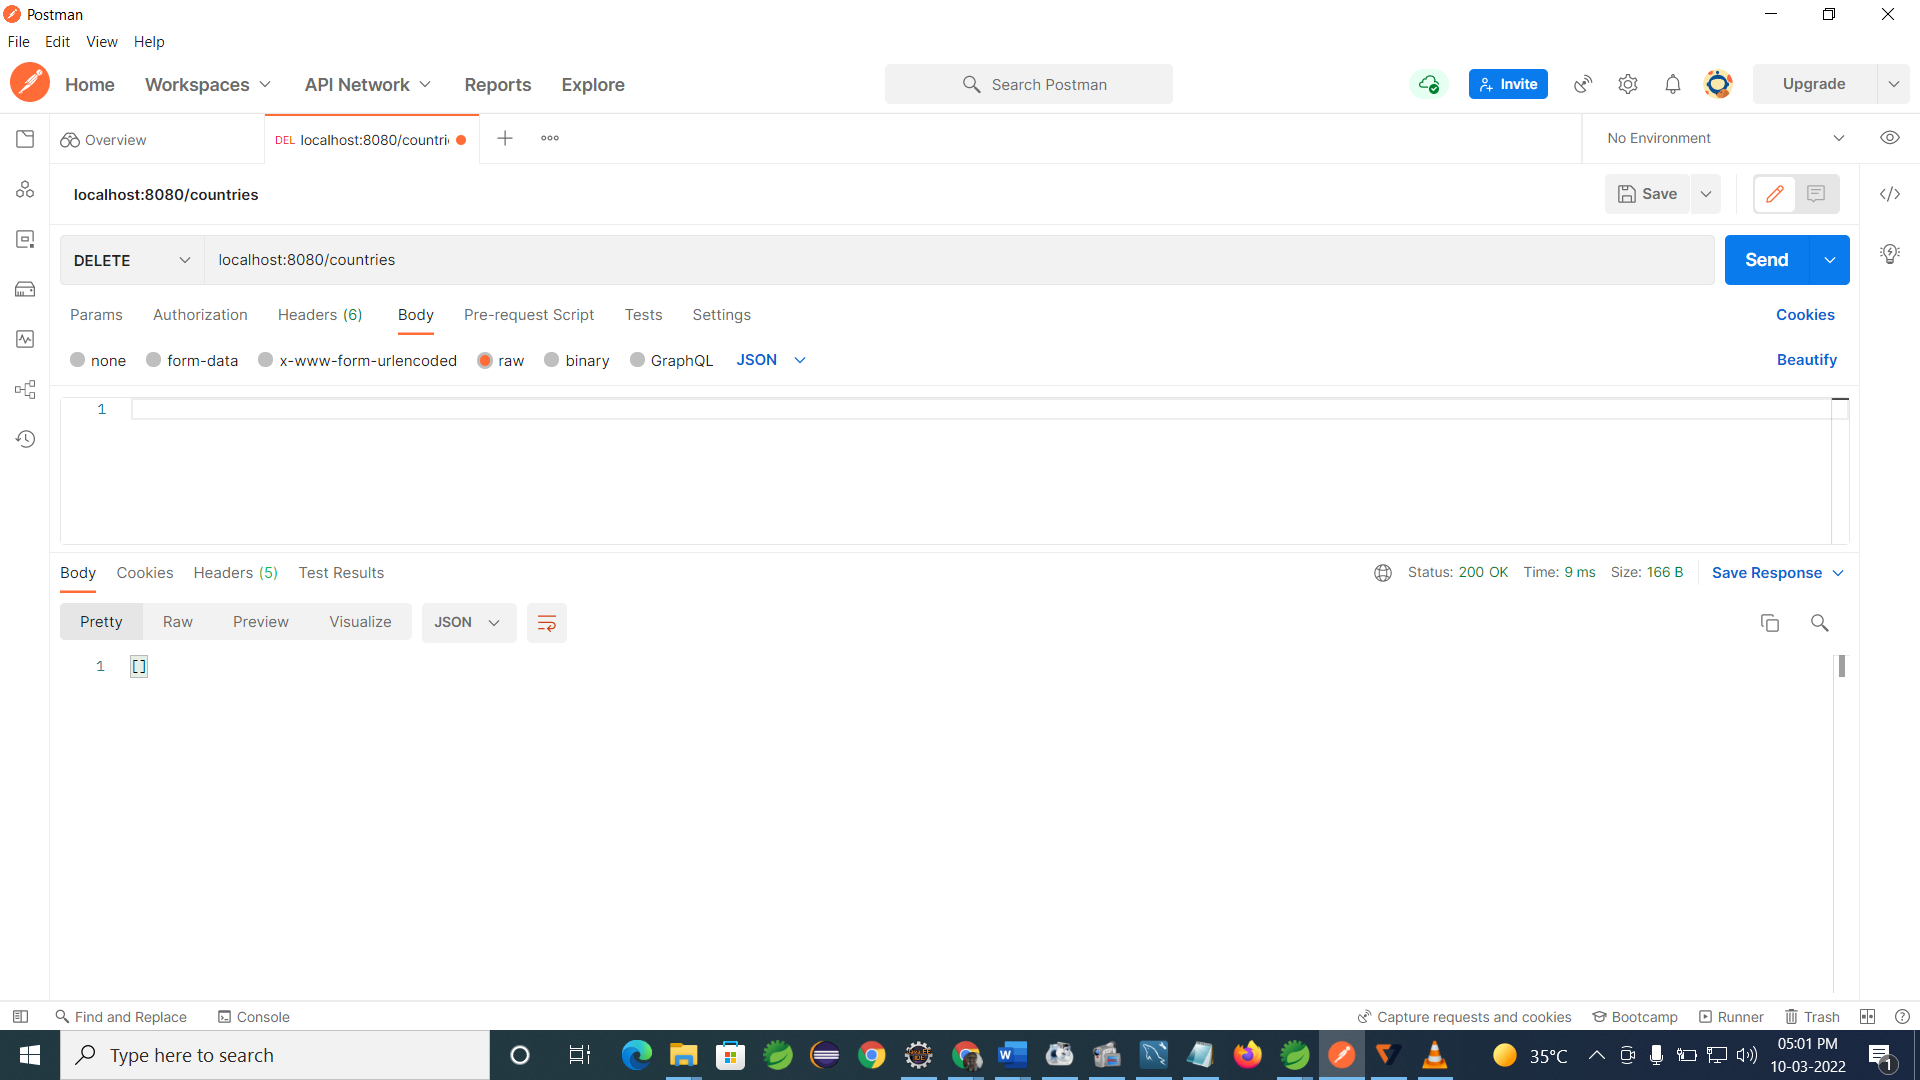 Postman
File Edit View Help
Home Workspaces API Network Reports Explore Search Postman Invite Upgrade
Overview DEL localhost:8080/countri No Environment
localhost:8080/countries Save
DELETE localhost:8080/countries Send
Params Authorization Headers (6) Body Pre-request Script Tests Settings Cookies
none form-data x-www-form-urlencoded raw binary GraphQL JSON Beautify
1
Body Cookies Headers (5) Test Results Status: 200 OK Time: 9 ms Size: 166 B Save Response
Pretty Raw Preview Visualize JSON
1 []
Find and Replace Console Capture requests and cookies Bootcamp Runner Trash
Type here to search 35°C 05:01 PM
10-03-2022 1